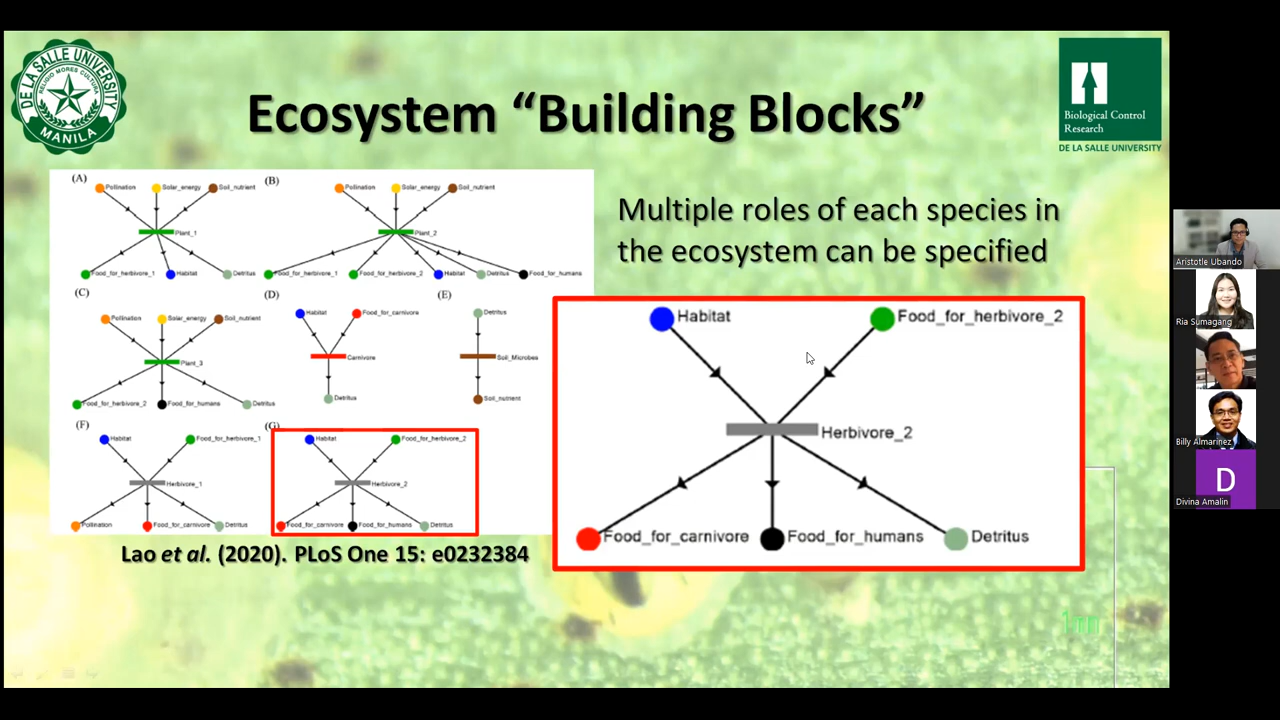 DE LA SALLE UNIVERSITY
RELIGIO MORES CULTURA
MANILA
Ecosystem “Building Blocks”
Biological Control
Research
DE LA SALLE UNIVERSITY
(A)
Pollination
Solar_energy
Soil_nutrient
Plant_1
Food_for_herbivore_1
Habitat
Detritus
(B)
Pollination
Solar_energy
Soil_nutrient
Plant_2
Food_for_herbivore_1
Food_for_herbivore_2
Habitat
Detritus
Food_for_humans
(C)
Pollination
Solar_energy
Soil_nutrient
Plant_3
Food_for_herbivore_2
Food_for_humans
Detritus
(D)
Habitat
Food_for_carnivore
Carnivore
Detritus
(E)
Detritus
Soil_Microbes
Soil_nutrient
(F)
Habitat
Food_for_herbivore_1
Herbivore_1
Pollination
Food_for_carnivore
Detritus
(G)
Habitat
Food_for_herbivore_2
Herbivore_2
Food_for_carnivore
Food_for_humans
Detritus
Lao et al. (2020). PLoS One 15: e0232384
Multiple roles of each species in
the ecosystem can be specified
Habitat
Food_for_herbivore_2
Herbivore_2
Food_for_carnivore
Food_for_humans
Detritus
1mm
Aristotle Ubando
Ria Sumagang
Billy Almarinez
D
Divina Amalin